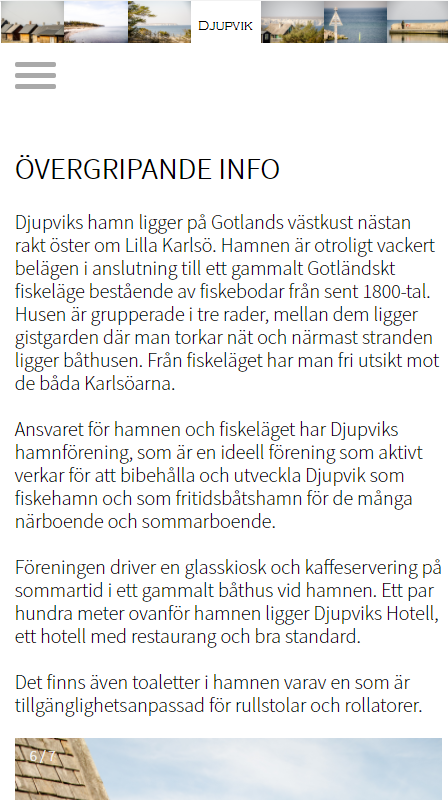 Djupvik
ÖVERGRIPANDE INFO
Djupviks hamn ligger på Gotlands västkust nästan
rakt öster om Lilla Karlsö. Hamnen är otroligt vackert
belägen i anslutning till ett gammalt Gotländskt
fiskeläge bestående av fiskebodar från sent 1800-tal.
Husen är grupperade i tre rader, mellan dem ligger
gistgarden där man torkar nät och närmast stranden
ligger båthusen. Från fiskeläget har man fri utsikt mot
de båda Karlsöarna.
Ansvaret för hamnen och fiskeläget har Djupviks
hamnförening, som är en ideell förening som aktivt
verkar för att bibehålla och utveckla Djupvik som
fiskehamn och som fritidsbåtshamn för de många
närboende och sommarboende.
Föreningen driver en glasskiosk och kaffeservering på
sommartid i ett gammalt båthus vid hamnen. Ett par
hundra meter ovanför hamnen ligger Djupviks Hotell,
ett hotell med restaurang och bra standard.
Det finns även toaletter i hamnen varav en som är
tillgänglighetsanpassad för rullstolar och rollatorer.
6 / 7